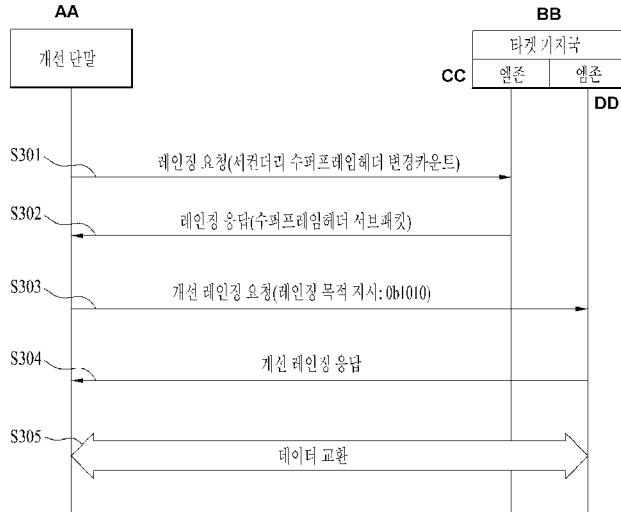 AA
BB
개선 단말
타겟 기지국
CC
엘존
엠존
DD
S301
레인징 요청(세컨더리 수퍼프레임헤더 변경카운트)
S302
레인징 응답(수퍼프레임헤더 서브패킷)
S303
개선 레인징 요청(레인징 목적 지시: 0b1010)
S304
개선 레인징 응답
S305
데이터 교환